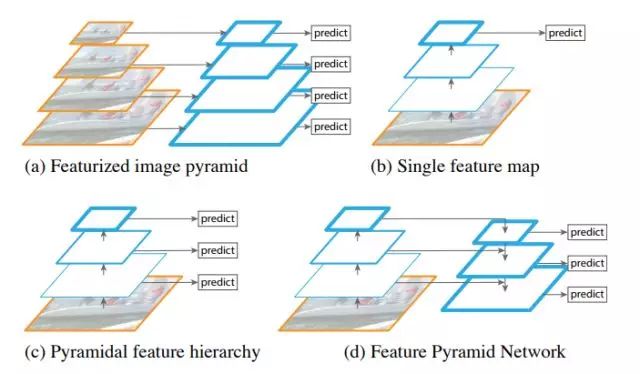 predict
predict
predict
predict
(a) Featurized image pyramid
predict
(b) Single feature map
predict
predict
predict
(c) Pyramidal feature hierarchy
predict
predict
predict
(d) Feature Pyramid Network